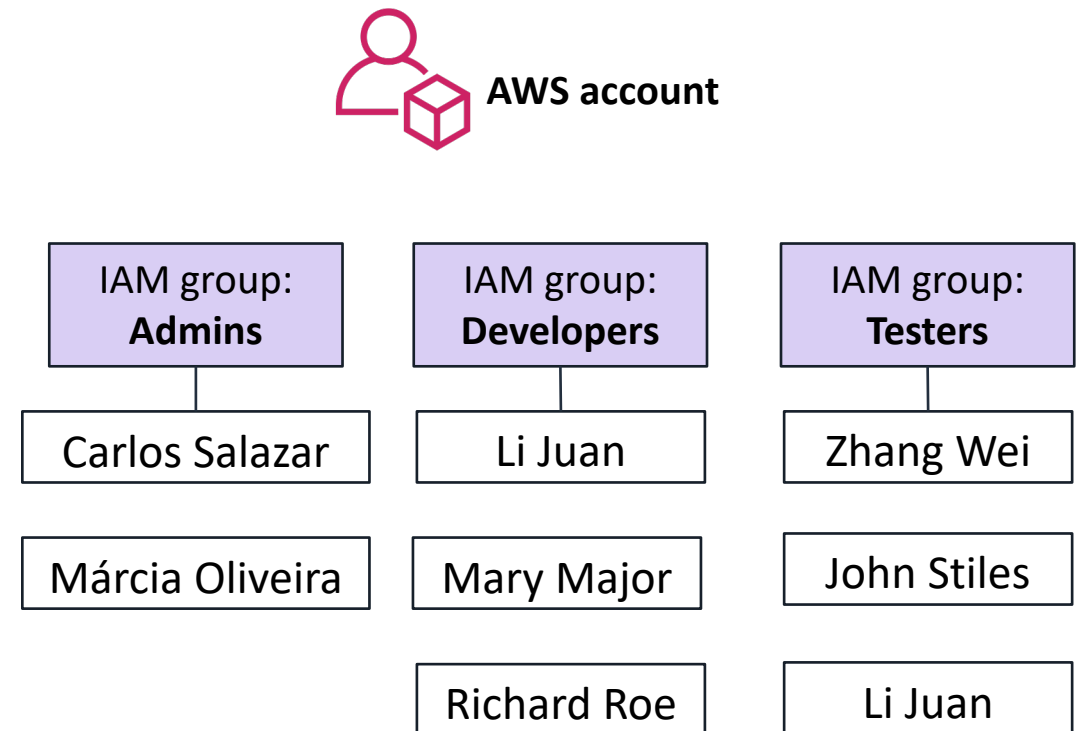 AWS account
IAM group:
Admins
IAM group:
Developers
IAM group:
Testers
Carlos Salazar
Li Juan
Zhang Wei
Márcia Oliveira
Mary Major
John Stiles
Richard Roe
Li Juan